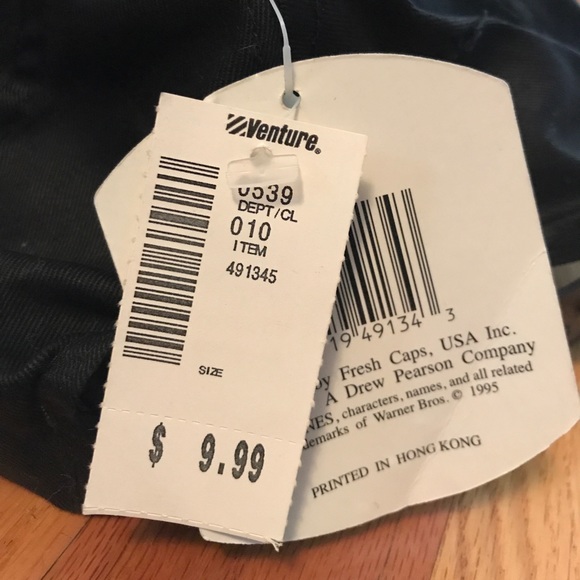 Venture®
0539
DEPT/CL
010
ITEM
491345
SIZE
$ 9.99
19 49134 3
by Fresh Caps, USA Inc.
A Drew Pearson Company
NES, characters, names, and all related
demarks of Warner Bros. © 1995
PRINTED IN HONG KONG